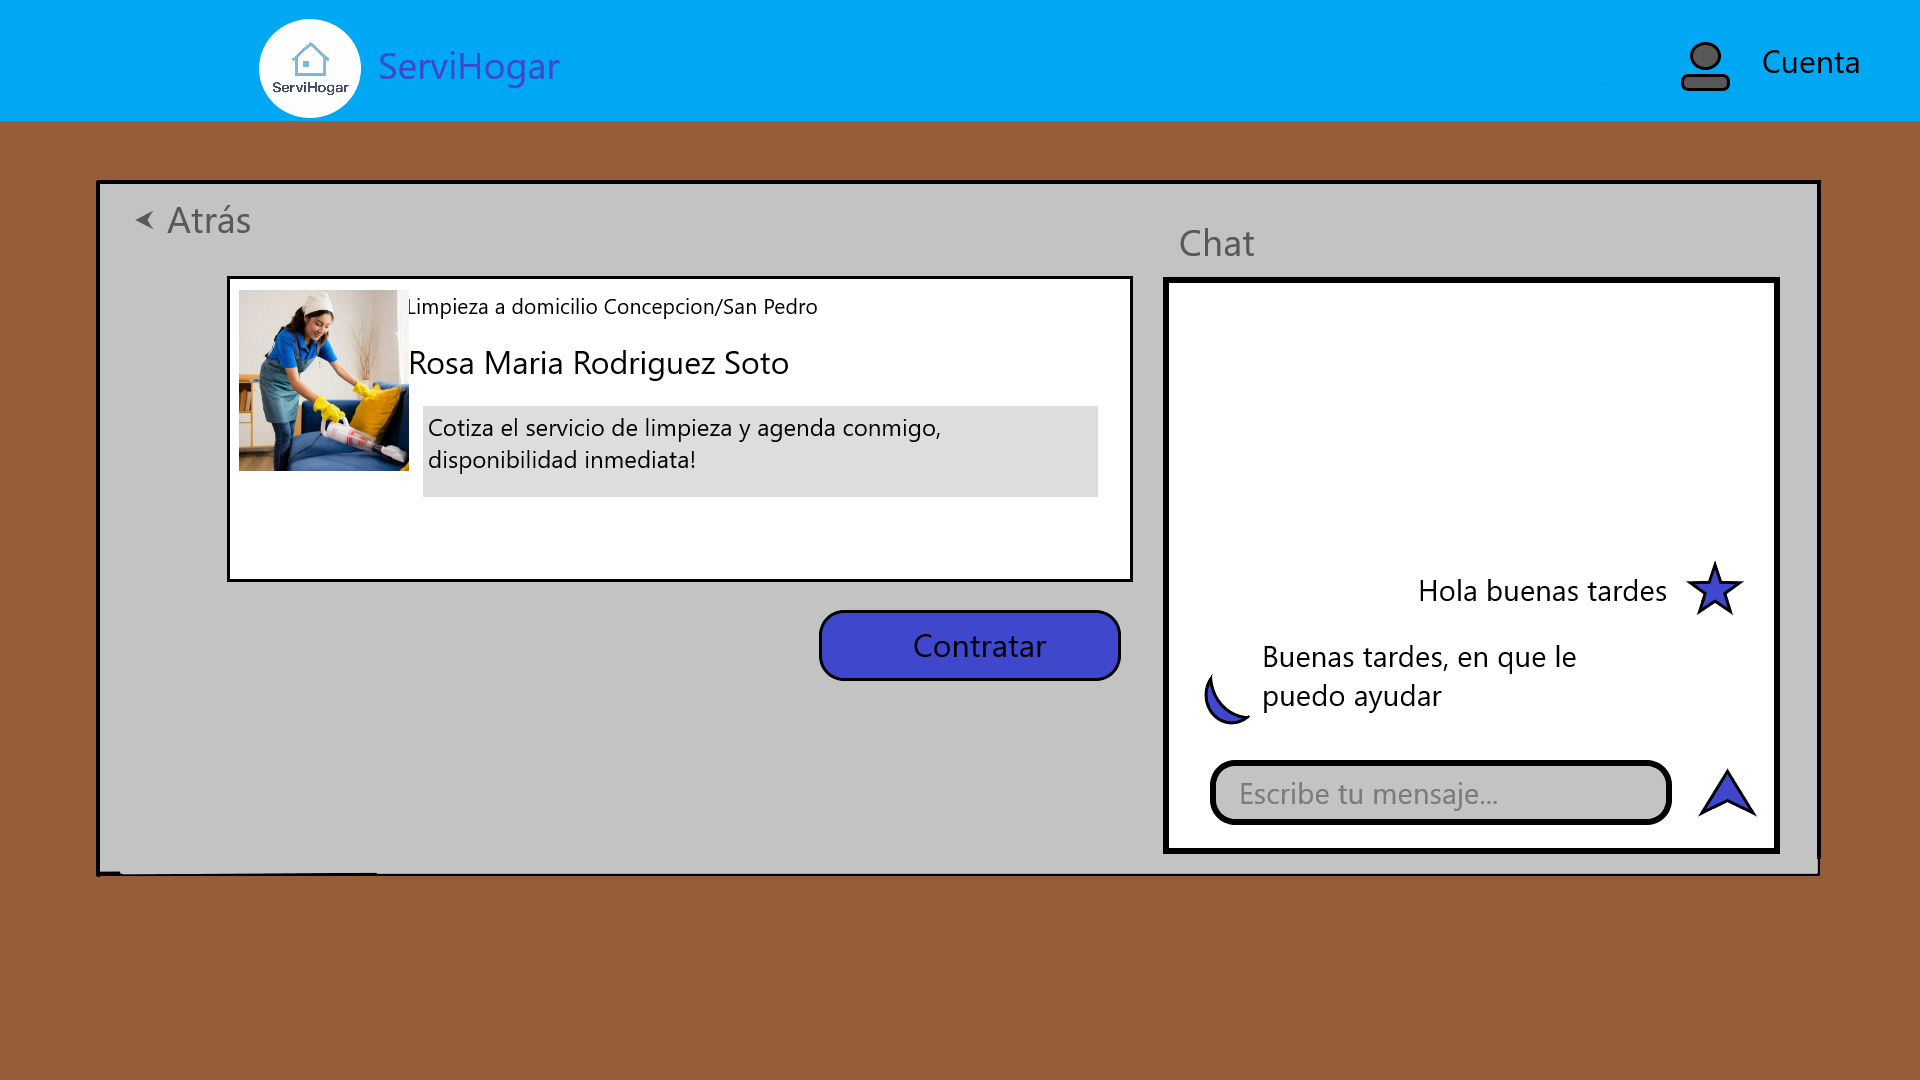 ServiHogar
ServiHogar
Cuenta
Atrás
Limpieza a domicilio Concepcion/San Pedro
Rosa Maria Rodriguez Soto
Cotiza el servicio de limpieza y agenda conmigo,
disponibilidad inmediata!
Contratar
Chat
Hola buenas tardes
Buenas tardes, en que le
puedo ayudar
Escribe tu mensaje...